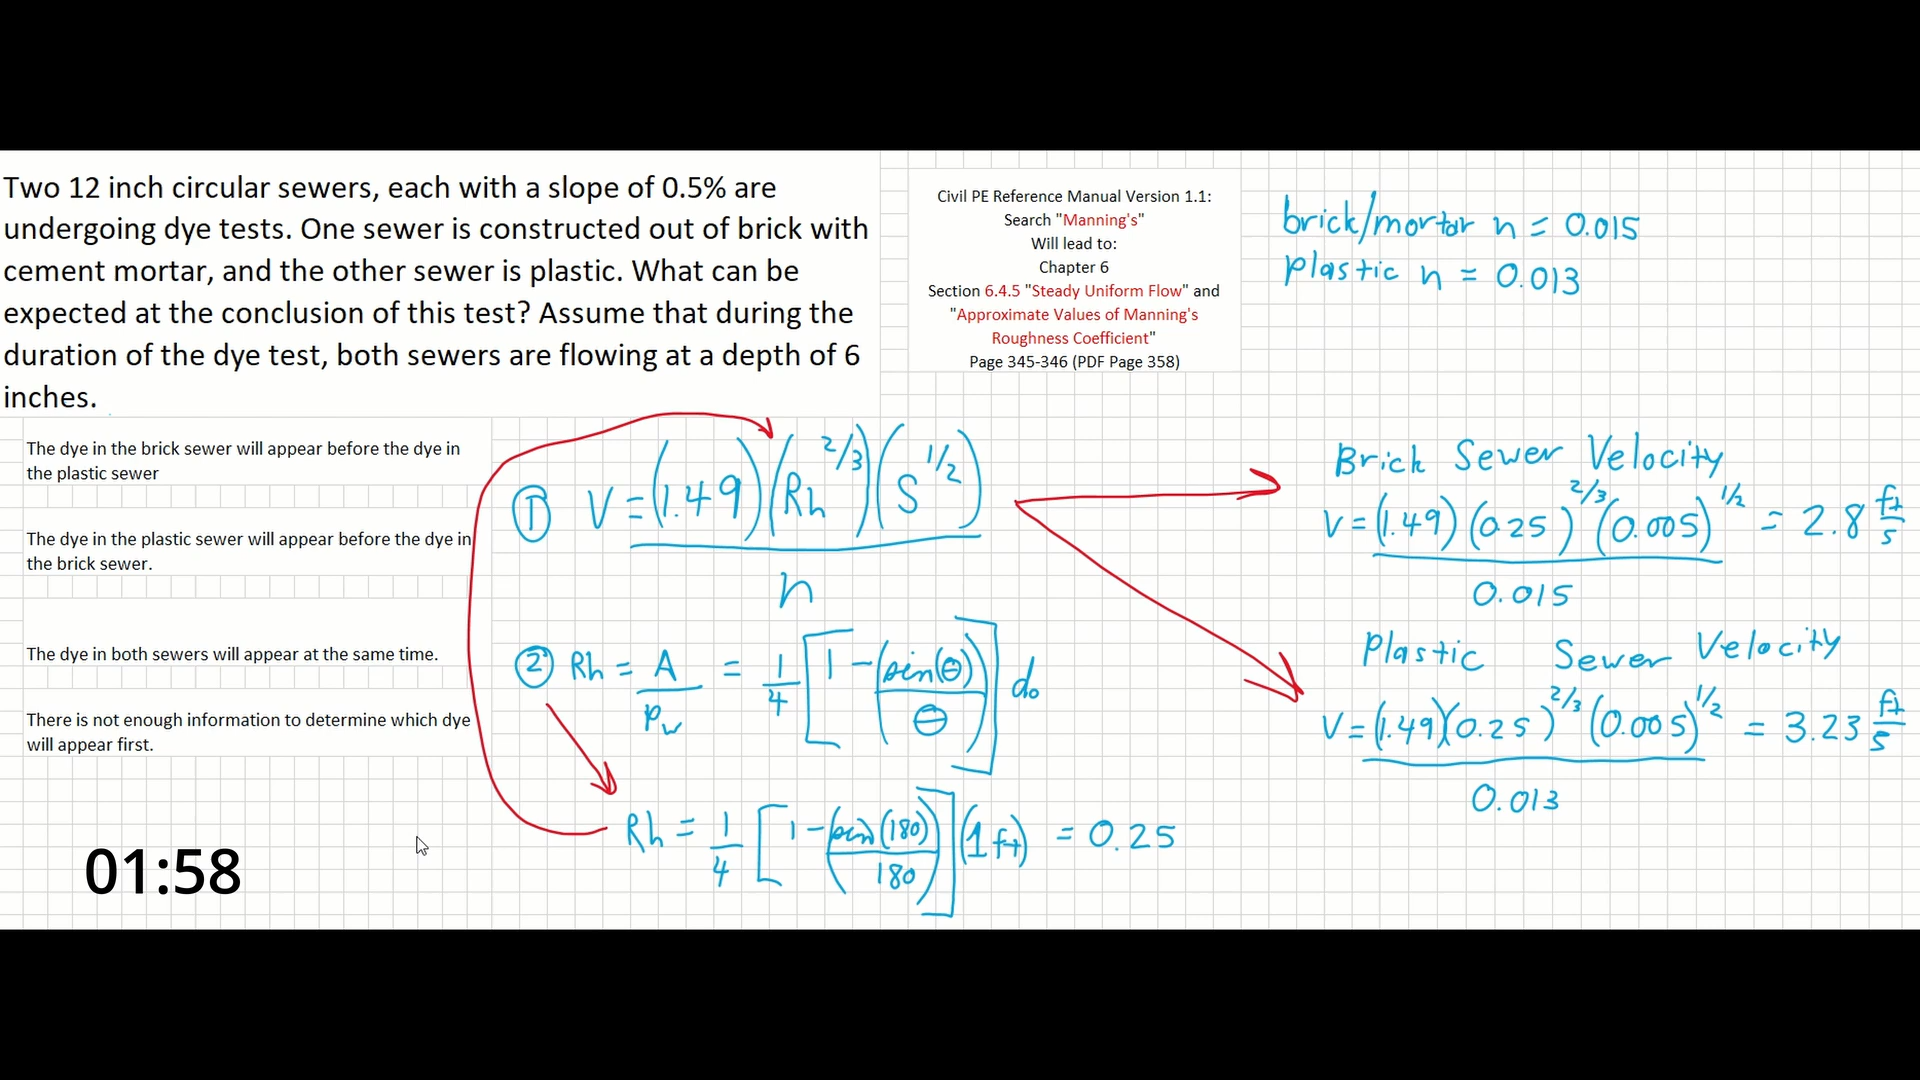 Two 12 inch circular sewers, each with a slope of 0.5% are
undergoing dye tests. One sewer is constructed out of brick with
cement mortar, and the other sewer is plastic. What can be
expected at the conclusion of this test? Assume that during the
duration of the dye test, both sewers are flowing at a depth of 6
inches.
The dye in the brick sewer will appear before the dye in
the plastic sewer
The dye in the plastic sewer will appear before the dye in
the brick sewer.
The dye in both sewers will appear at the same time.
There is not enough information to determine which dye
will appear first.
01:58
Civil PE Reference Manual Version 1.1:
Search "Manning's"
Will lead to:
Chapter 6
Section 6.4.5 "Steady Uniform Flow" and
"Approximate Values of Manning's
Roughness Coefficient"
Page 345-346 (PDF Page 358)
① V = (1.49)(Rh^2/3)(S^1/2)
n
② Rh = A = 1 [1 - (sin(θ)) ] do
Pw 4 θ
Rh = 1 [1 - (sin(180)) ] (1 ft) = 0.25
4 180
brick/mortar n = 0.015
plastic n = 0.013
Brick Sewer Velocity
V = (1.49)(0.25)^2/3(0.005)^1/2 = 2.8 ft/s
0.015
Plastic Sewer Velocity
V = (1.49)(0.25)^2/3(0.005)^1/2 = 3.23 ft/s
0.013